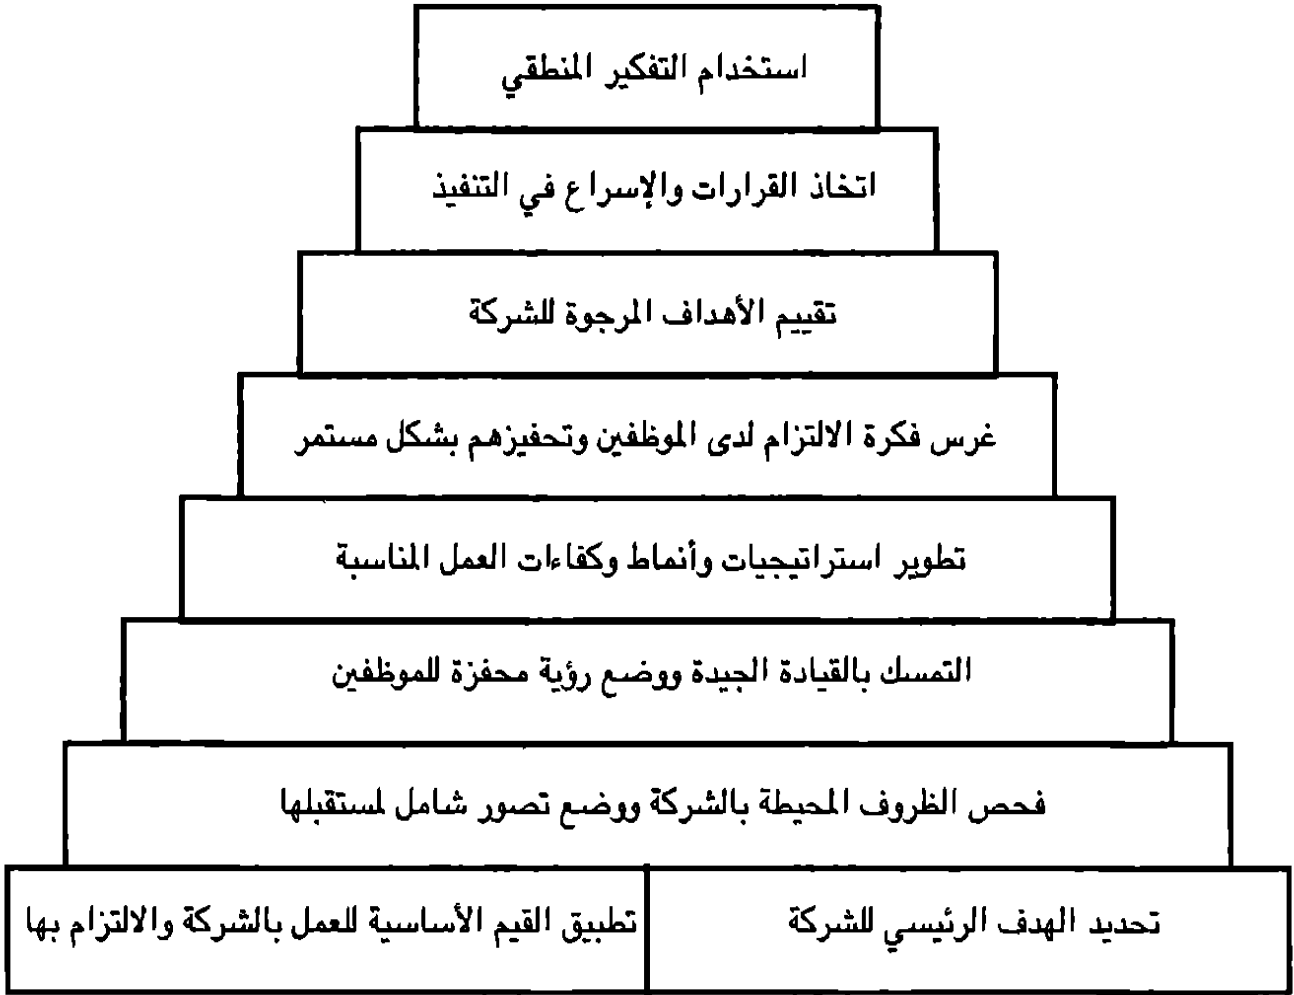 استخدام التفكير المنطقي
اتخاذ القرارات والإسراع في التنفيذ
تقييم الأهداف المرجوة للشركة
غرس فكرة الالتزام لدى الموظفين وتحفيزهم بشكل مستمر
تطوير استراتيجيات وأنماط وكفاءات العمل المناسبة
التمسك بالقيادة الجيدة ووضع رؤية محفزة للموظفين
فحص الظروف المحيطة بالشركة ووضع تصور شامل لمستقبلها
تحديد الهدف الرئيسي للشركة
تطبيق القيم الأساسية للعمل بالشركة والالتزام بها